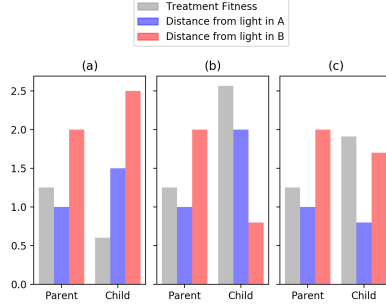 Treatment Fitness
Distance from light in A
Distance from light in B
(a) (b) (c)
2.5
2.0
1.5
1.0
0.5
0.0
Parent Child Parent Child Parent Child